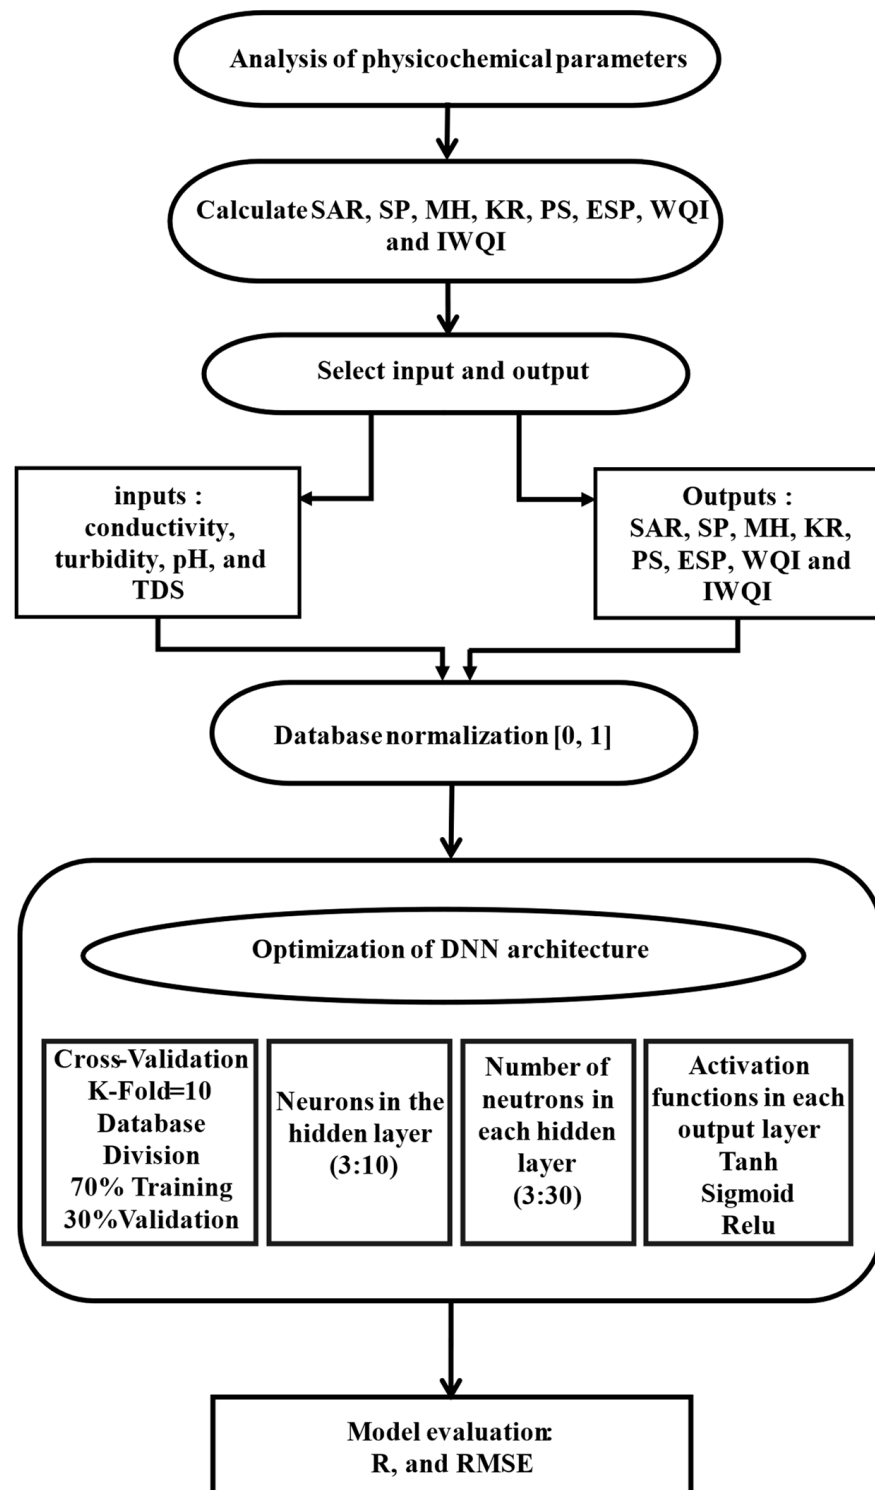 Analysis of physicochemical parameters
Calculate SAR, SP, MH, KR, PS, ESP, WQI
and IWQI
Select input and output
inputs :
conductivity,
turbidity, pH, and
TDS
Outputs :
SAR, SP, MH, KR,
PS, ESP, WQI and
IWQI
Database normalization [0, 1]
Optimization of DNN architecture
Cross-Validation
K-Fold=10
Database
Division
70% Training
30%Validation
Neurons in the
hidden layer
(3:10)
Number of
neutrons in
each hidden
layer
(3:30)
Activation
functions in each
output layer
Tanh
Sigmoid
Relu
Model evaluation:
R, and RMSE